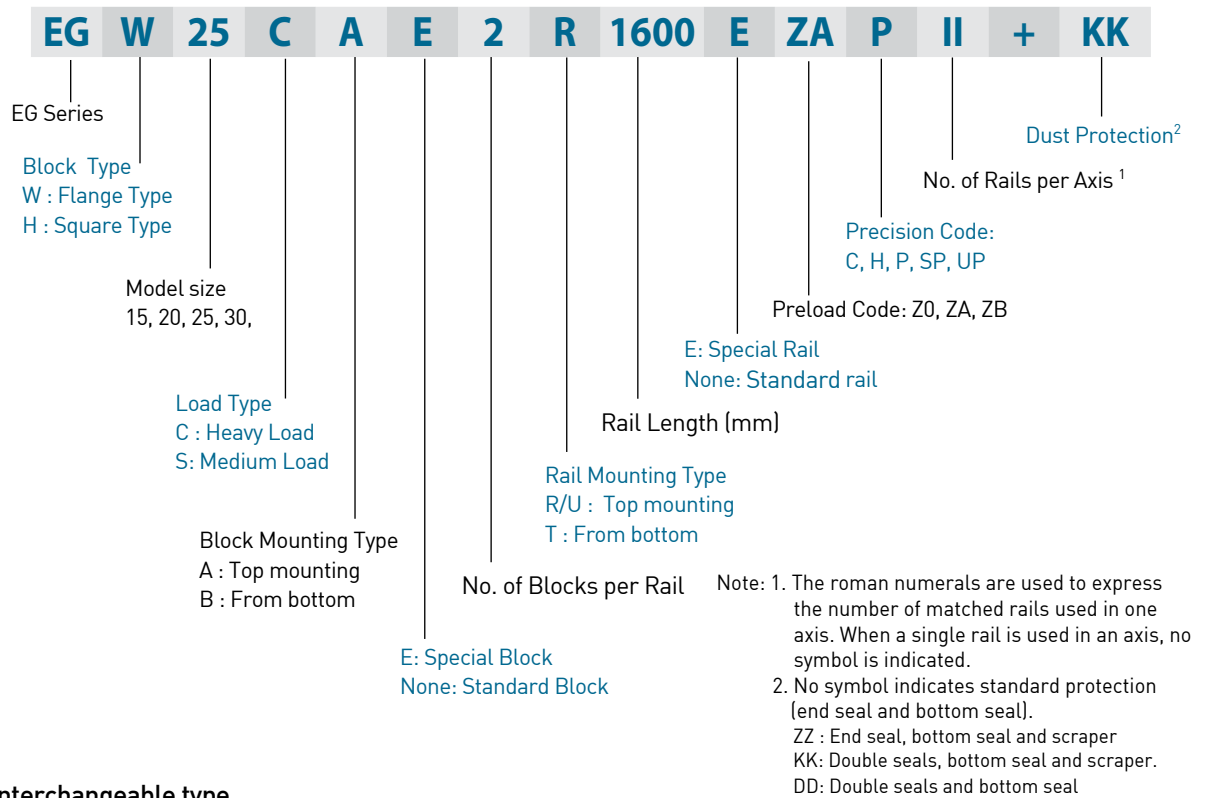 EG W 25 C A E 2 R 1600 E ZA P II + KK
EG Series
Block Type
W : Flange Type
H : Square Type
Model size
15, 20, 25, 30,
Load Type
C : Heavy Load
S: Medium Load
Block Mounting Type
A : Top mounting
B : From bottom
E: Special Block
None: Standard Block
No. of Blocks per Rail
Rail Mounting Type
R/U : Top mounting
T : From bottom
Rail Length (mm)
E: Special Rail
None: Standard rail
Preload Code: Z0, ZA, ZB
Precision Code:
C, H, P, SP, UP
No. of Rails per Axis 1
Dust Protection2
Note: 1. The roman numerals are used to express
the number of matched rails used in one
axis. When a single rail is used in an axis, no
symbol is indicated.
2. No symbol indicates standard protection
(end seal and bottom seal).
ZZ : End seal, bottom seal and scraper
KK: Double seals, bottom seal and scraper.
DD: Double seals and bottom seal
nterchangeable type